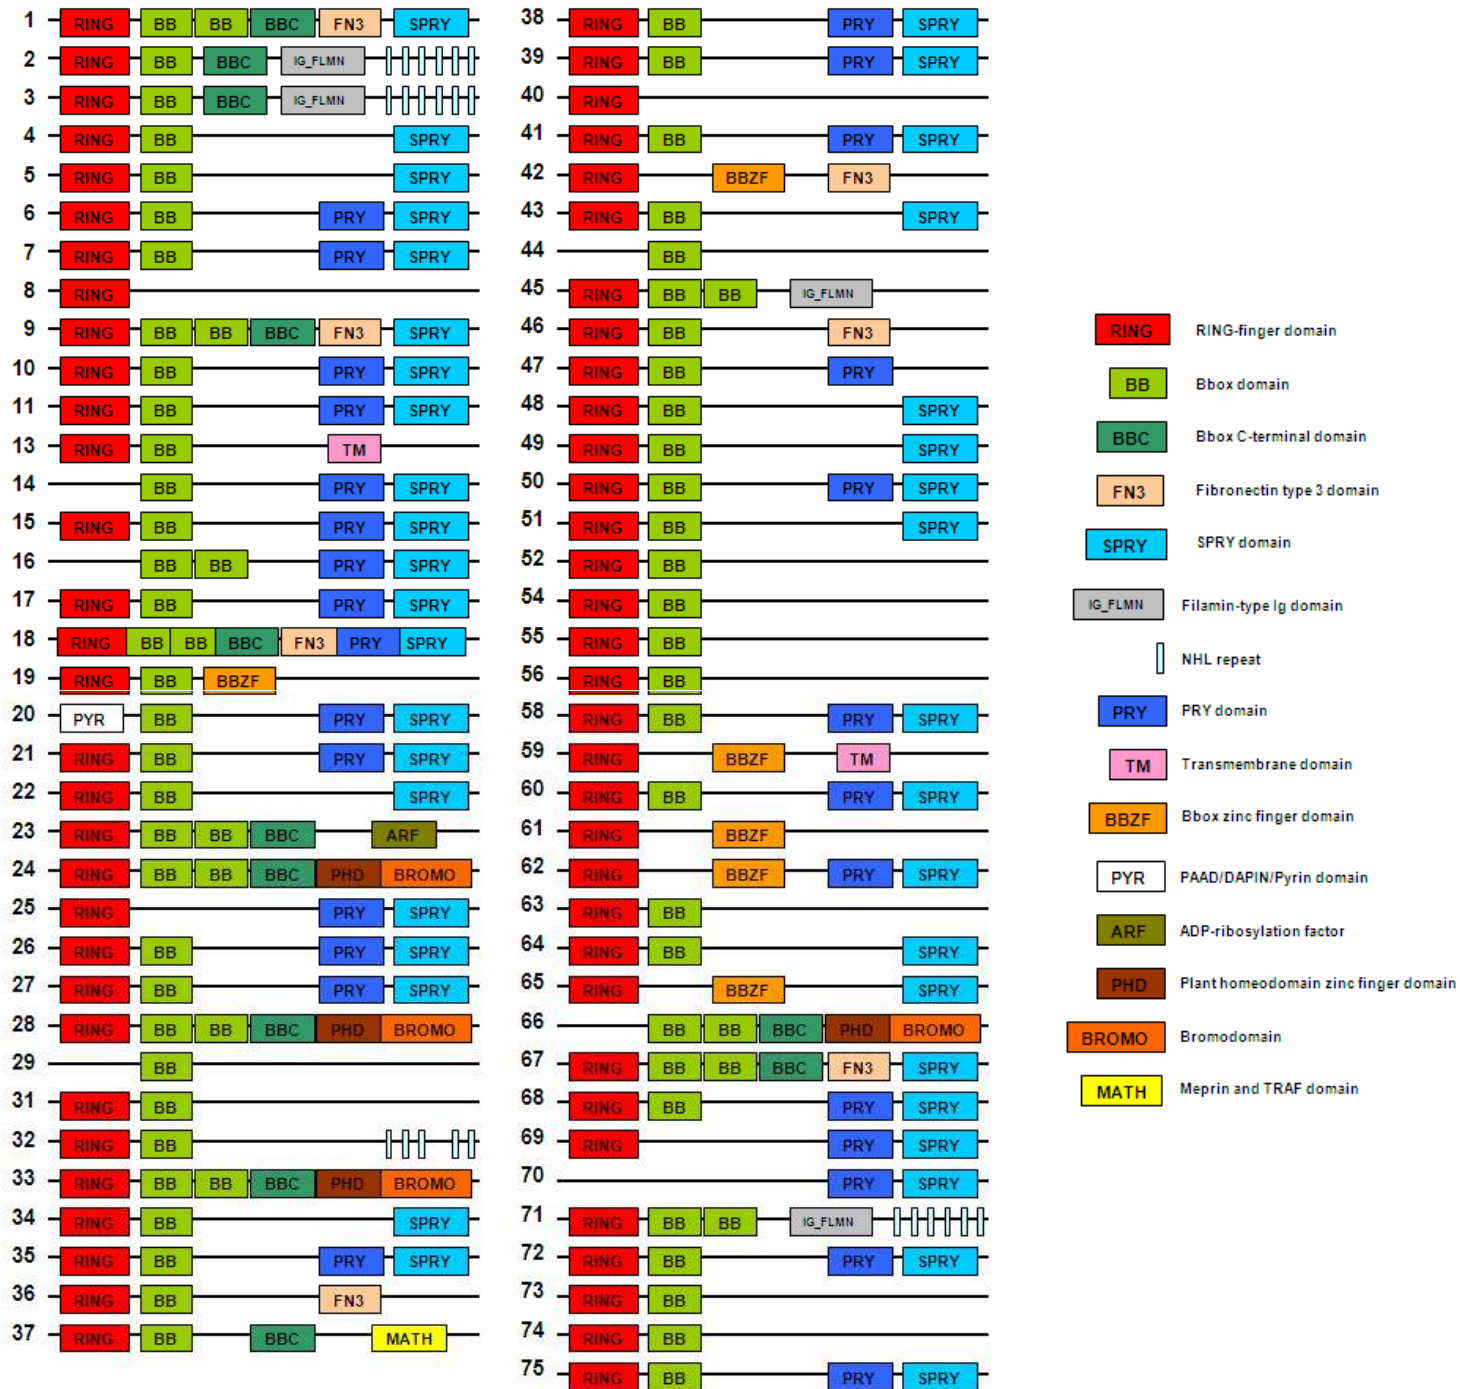 1 RING BB BB BBC FN3 SPRY
2 RING BB BBC IG_FLMN
3 RING BB BBC IG_FLMN
4 RING BB SPRY
5 RING BB SPRY
6 RING BB PRY SPRY
7 RING BB PRY SPRY
8 RING
9 RING BB BB BBC FN3 SPRY
10 RING BB PRY SPRY
11 RING BB PRY SPRY
13 RING BB TM
14 BB PRY SPRY
15 RING BB PRY SPRY
16 BB BB PRY SPRY
17 RING BB PRY SPRY
18 RING BB BB BBC FN3 PRY SPRY
19 RING BB BBZF
20 PYR BB PRY SPRY
21 RING BB PRY SPRY
22 RING BB SPRY
23 RING BB BB BBC ARF
24 RING BB BB BBC PHD BROMO
25 RING PRY SPRY
26 RING BB PRY SPRY
27 RING BB PRY SPRY
28 RING BB BB BBC PHD BROMO
29 BB
31 RING BB
32 RING BB
33 RING BB BB BBC PHD BROMO
34 RING BB SPRY
35 RING BB PRY SPRY
36 RING BB FN3
37 RING BB BBC MATH
38 RING BB PRY SPRY
39 RING BB PRY SPRY
40 RING
41 RING BB PRY SPRY
42 RING BBZF FN3
43 RING BB SPRY
44 BB
45 RING BB BB IG_FLMN
46 RING BB FN3
47 RING BB PRY
48 RING BB SPRY
49 RING BB SPRY
50 RING BB PRY SPRY
51 RING BB SPRY
52 RING BB
54 RING BB
55 RING BB
56 RING BB
58 RING BB PRY SPRY
59 RING BBZF TM
60 RING BB PRY SPRY
61 RING BBZF
62 RING BBZF PRY SPRY
63 RING BB
64 RING BB SPRY
65 RING BBZF SPRY
66 BB BB BBC PHD BROMO
67 RING BB BB BBC FN3 SPRY
68 RING BB PRY SPRY
69 RING PRY SPRY
70 PRY SPRY
71 RING BB BB IG_FLMN
72 RING BB PRY SPRY
73 RING BB
74 RING BB
75 RING BB PRY SPRY
RING RING-finger domain
BB Bbox domain
BBC Bbox C-terminal domain
FN3 Fibronectin type 3 domain
SPRY SPRY domain
IG_FLMN Filamin-type Ig domain
NHL repeat
PRY PRY domain
TM Transmembrane domain
BBZF Bbox zinc finger domain
PYR PAAD/DAPIN/Pyrin domain
ARF ADP-ribosylation factor
PHD Plant homeodomain zinc finger domain
BROMO Bromodomain
MATH Meprin and TRAF domain